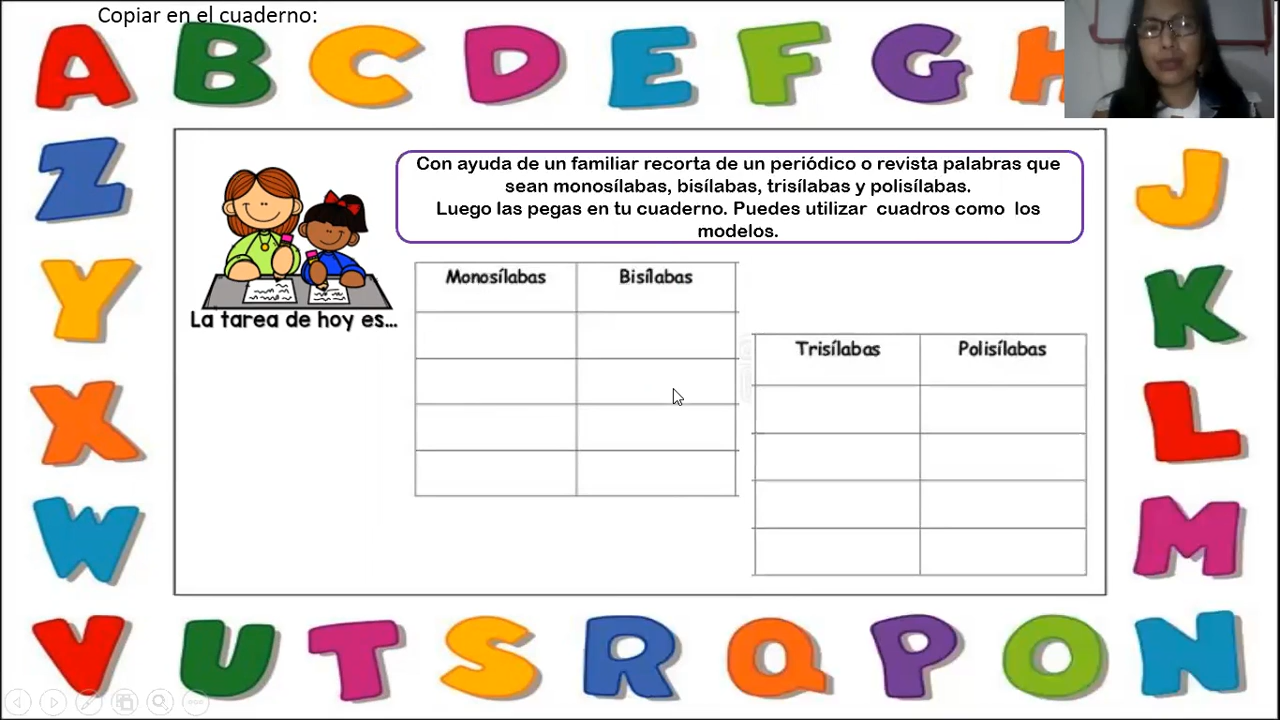 Copiar en el cuaderno:
A B C D E F G H
Z
Con ayuda de un familiar recorta de un periódico o revista palabras que
sean monosílabas, bisílabas, trisílabas y polisílabas.
Luego las pegas en tu cuaderno. Puedes utilizar cuadros como los
modelos.
J
Y
Monosílabas Bisílabas
La tarea de hoy es...
K
Trisílabas Polisílabas
X
L
W
M
V U T S R Q P O N